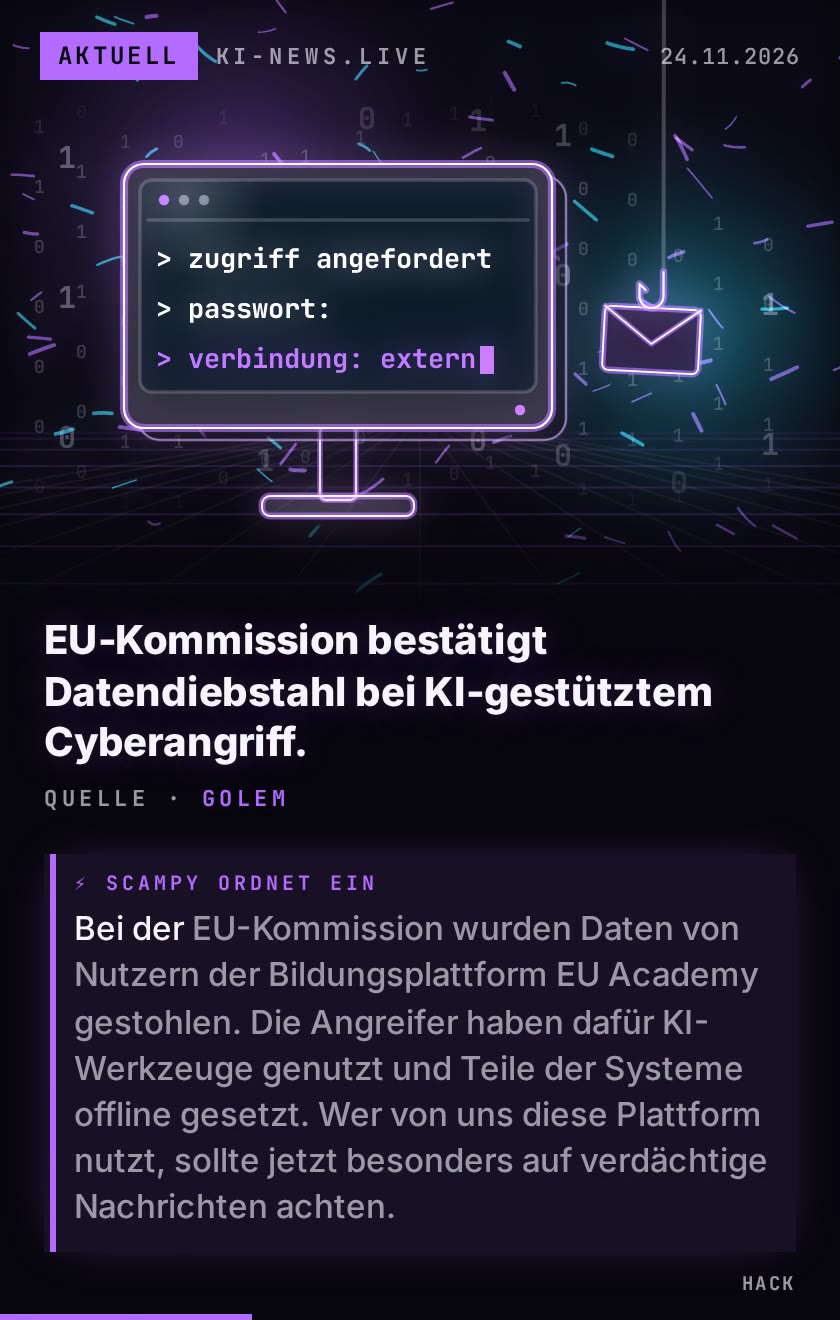 AKTUELL KI-NEWS.LIVE 24.11.2026
> zugriff angefordert
> passwort:
> verbindung: extern
EU-Kommission bestätigt
Datendiebstahl bei KI-gestütztem
Cyberangriff.
QUELLE · GOLEM
⚡ SCAMPY ORDNET EIN
Bei der EU-Kommission wurden Daten von
Nutzern der Bildungsplattform EU Academy
gestohlen. Die Angreifer haben dafür KI-
Werkzeuge genutzt und Teile der Systeme
offline gesetzt. Wer von uns diese Plattform
nutzt, sollte jetzt besonders auf verdächtige
Nachrichten achten.
HACK